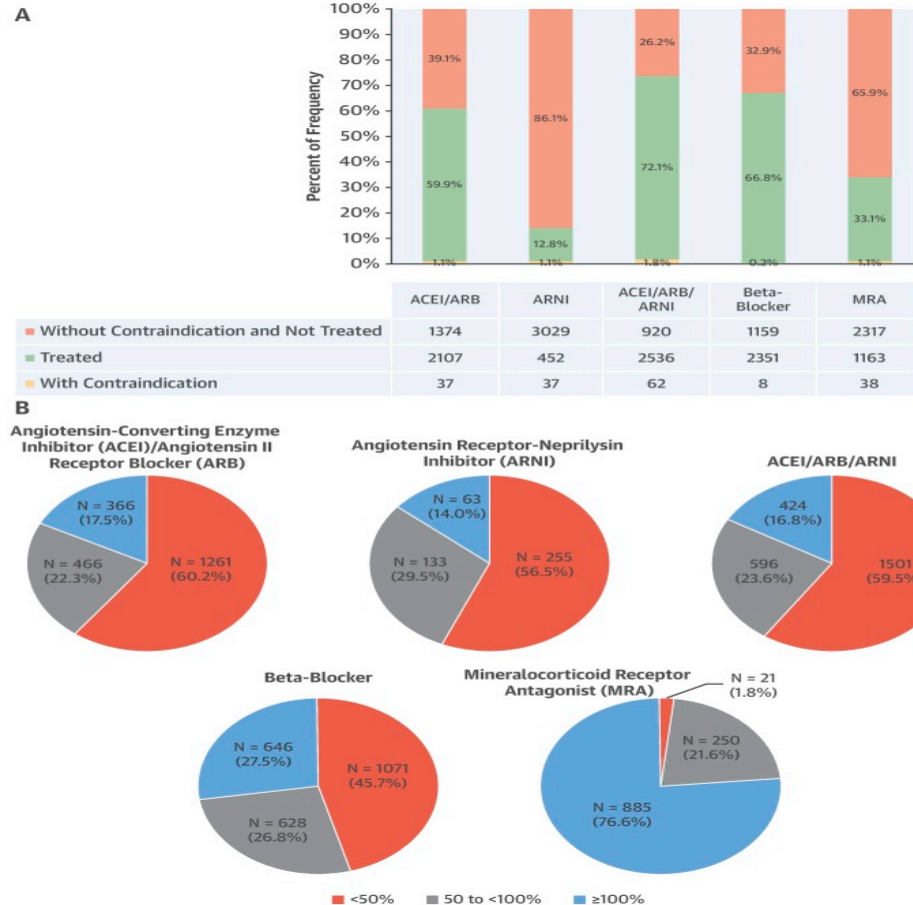 A
100%
90%
80%
70%
60%
50%
40%
30%
20%
10%
0%
Percent of Frequency
39.1% 86.1% 26.2% 32.9% 65.9%
59.9% 12.8% 72.1% 66.8% 33.1%
1.1% 1.1% 1.8% 0.2% 1.1%
ACEI/ARB ARNI ACEI/ARB/ARNI Beta-Blocker MRA
Without Contraindication and Not Treated 1374 3029 920 1159 2317
Treated 2107 452 2536 2351 1163
With Contraindication 37 37 62 8 38
B
Angiotensin-Converting Enzyme
Inhibitor (ACEI)/Angiotensin II
Receptor Blocker (ARB)
N = 366
(17.5%)
N = 466
(22.3%)
N = 1261
(60.2%)
Angiotensin Receptor-Neprilysin
Inhibitor (ARNI)
N = 63
(14.0%)
N = 133
(29.5%)
N = 255
(56.5%)
ACEI/ARB/ARNI
424
(16.8%)
596
(23.6%)
1501
(59.5%
Beta-Blocker
N = 646
(27.5%)
N = 1071
(45.7%)
N = 628
(26.8%)
Mineralocorticoid Receptor
Antagonist (MRA)
N = 21
(1.8%)
N = 250
(21.6%)
N = 885
(76.6%)
<50% 50 to <100% ≥100%